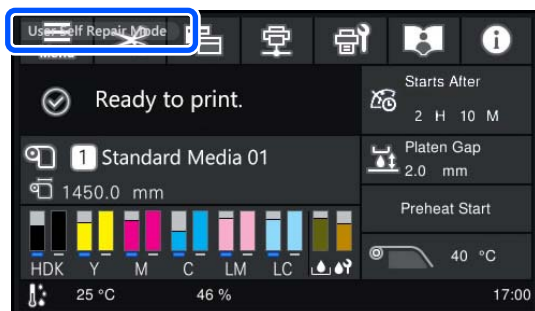 User Self Repair Mode
Menu
Ready to print.
Starts After
2 H 10 M
1 Standard Media 01
1450.0 mm
Platen Gap
2.0 mm
Preheat Start
HDK Y M C LM LC
40 °C
25 °C 46 % 17:00